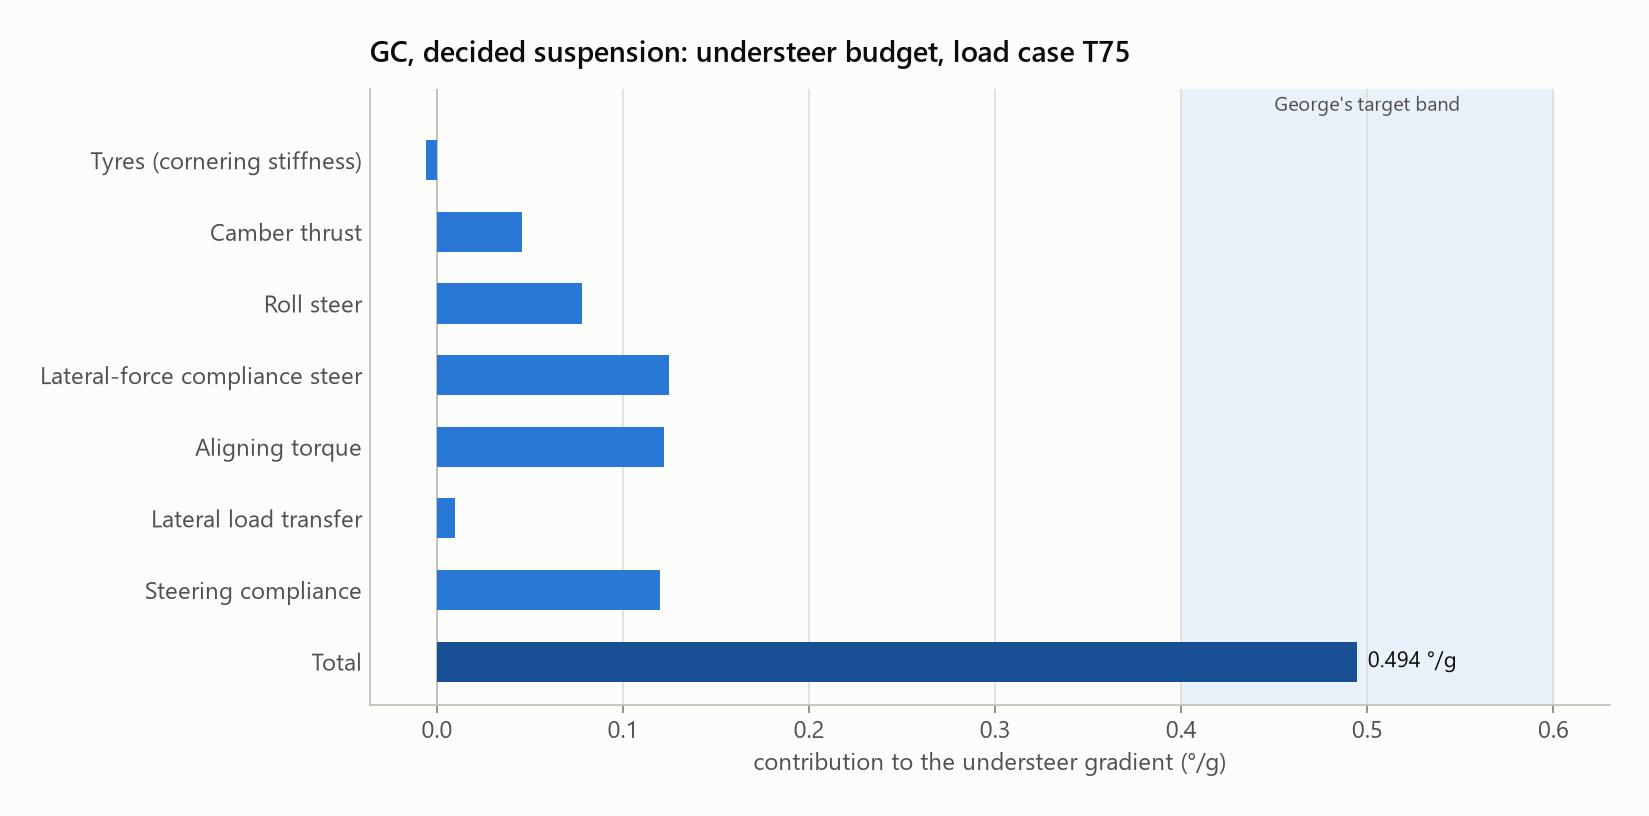 GC, decided suspension: understeer budget, load case T75
George's target band
Tyres (cornering stiffness)
Camber thrust
Roll steer
Lateral-force compliance steer
Aligning torque
Lateral load transfer
Steering compliance
Total
0.494 °/g
0.0 0.1 0.2 0.3 0.4 0.5 0.6
contribution to the understeer gradient (°/g)